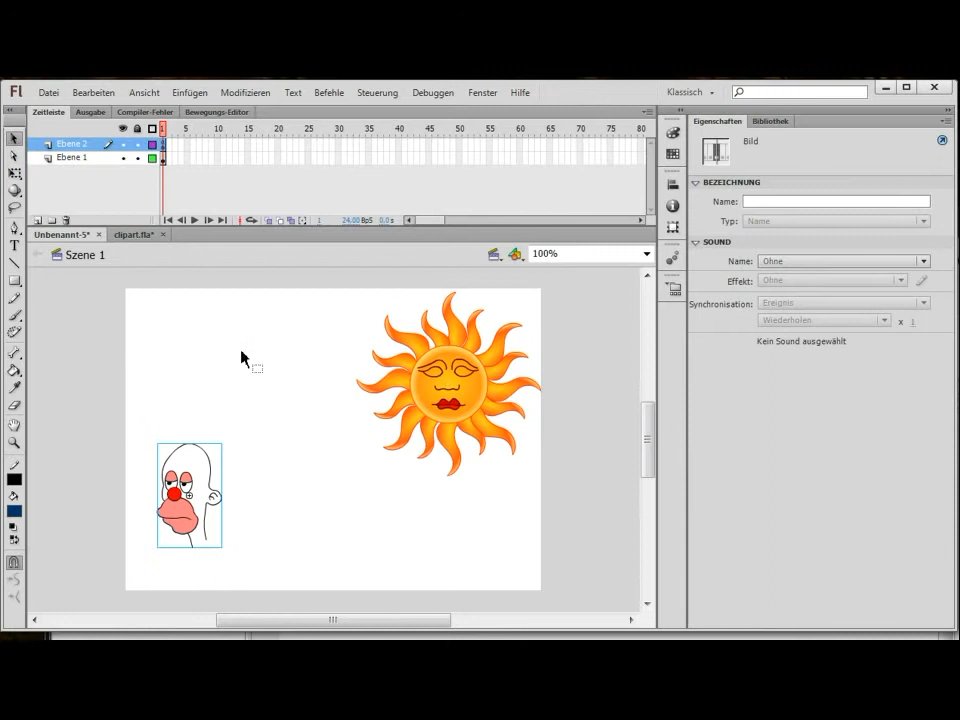 Fl Datei Bearbeiten Ansicht Einfügen Modifizieren Text Befehle Steuerung Debuggen Fenster Hilfe Klassisch
Zeitleiste Ausgabe Compiler-Fehler Bewegungs-Editor
1 5 10 15 20 25 30 35 40 45 50 55 60 65 70 75 80
Ebene 2
Ebene 1
1 24.00 BpS 0.0 s
Unbenannt-5* clipart.fla*
Szene 1 100%
Eigenschaften Bibliothek
Bild
BEZEICHNUNG
Name:
Typ: Name
SOUND
Name: Ohne
Effekt: Ohne
Synchronisation: Ereignis
Wiederholen x 1
Kein Sound ausgewählt
T